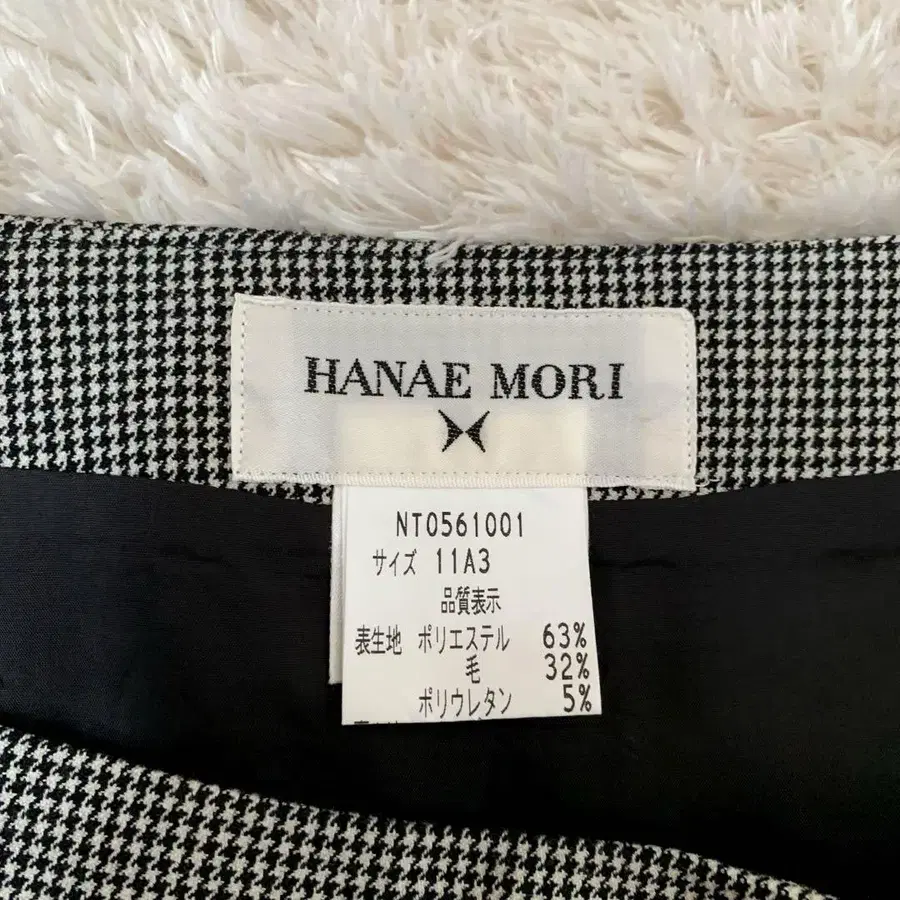 HANAE MORI
NT0561001
サイズ 11A3
品質表示
表生地 ポリエステル 63%
毛 32%
ポリウレタン 5%